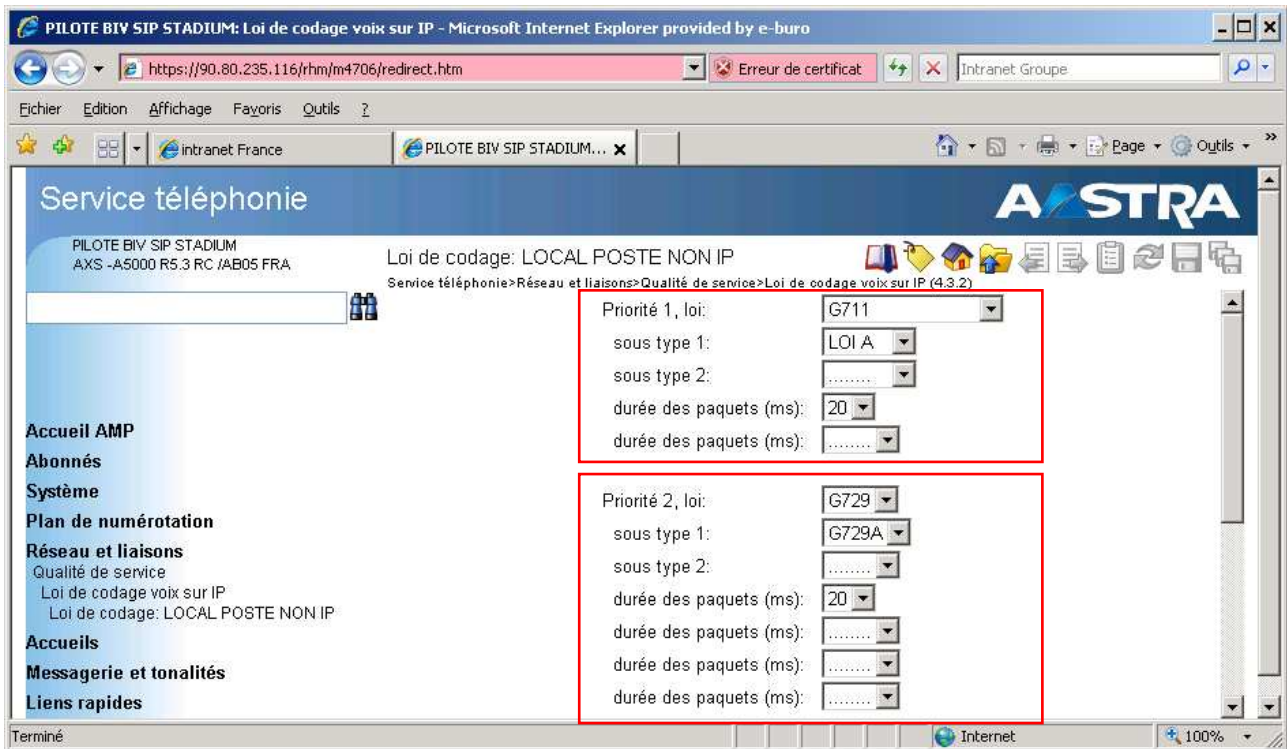 PILOTE BIV SIP STADIUM: Loi de codage voix sur IP - Microsoft Internet Explorer provided by e-buro
https://90.80.235.116/rhm/m4706/redirect.htm Erreur de certificat Intranet Groupe
Fichier Edition Affichage Favoris Outils ?
intranet France PILOTE BIV SIP STADIUM... Page Outils »
Service téléphonie AASTRA
PILOTE BIV SIP STADIUM
AXS -A5000 R5.3 RC /AB05 FRA
Loi de codage: LOCAL POSTE NON IP
Service téléphonie>Réseau et liaisons>Qualité de service>Loi de codage voix sur IP (4.3.2)
Priorité 1, loi: G711
sous type 1: LOI A
sous type 2: ........
durée des paquets (ms): 20
durée des paquets (ms): ........
Priorité 2, loi: G729
sous type 1: G729A
sous type 2: ........
durée des paquets (ms): 20
durée des paquets (ms): ........
durée des paquets (ms): ........
durée des paquets (ms): ........
Accueil AMP
Abonnés
Système
Plan de numérotation
Réseau et liaisons
Qualité de service
Loi de codage voix sur IP
Loi de codage: LOCAL POSTE NON IP
Accueils
Messagerie et tonalités
Liens rapides
Terminé Internet 100%